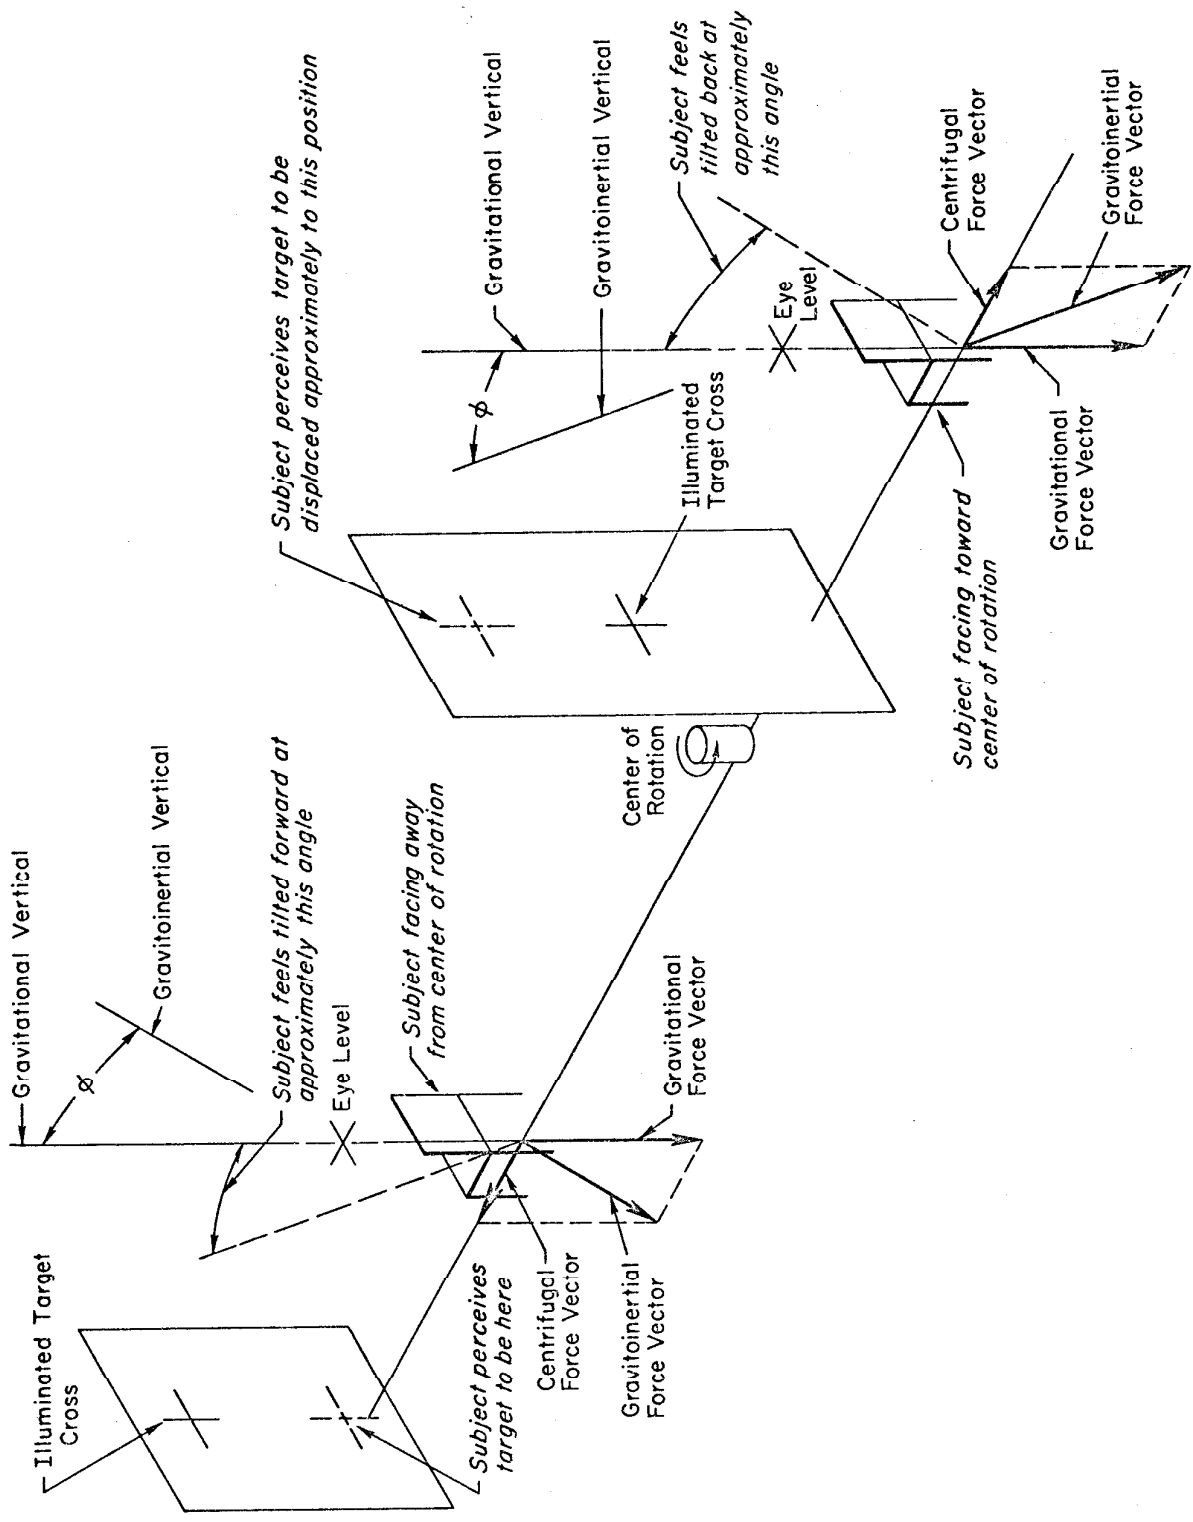 Illuminated Target
Cross
Gravitational Vertical
φ
Gravitoinertial Vertical
Subject feels tilted forward at
approximately this angle
Eye Level
Subject facing away
from center of rotation
Subject perceives
target to be here
Centrifugal
Force Vector
Gravitoinertial
Force Vector
Gravitational
Force Vector
Center of
Rotation
Subject perceives target to be
displaced approximately to this position
Gravitational Vertical
φ
Gravitoinertial Vertical
Illuminated
Target Cross
Subject feels
tilted back at
approximately
this angle
Eye
Level
Subject facing toward
center of rotation
Gravitational
Force Vector
Centrifugal
Force Vector
Gravitoinertial
Force Vector